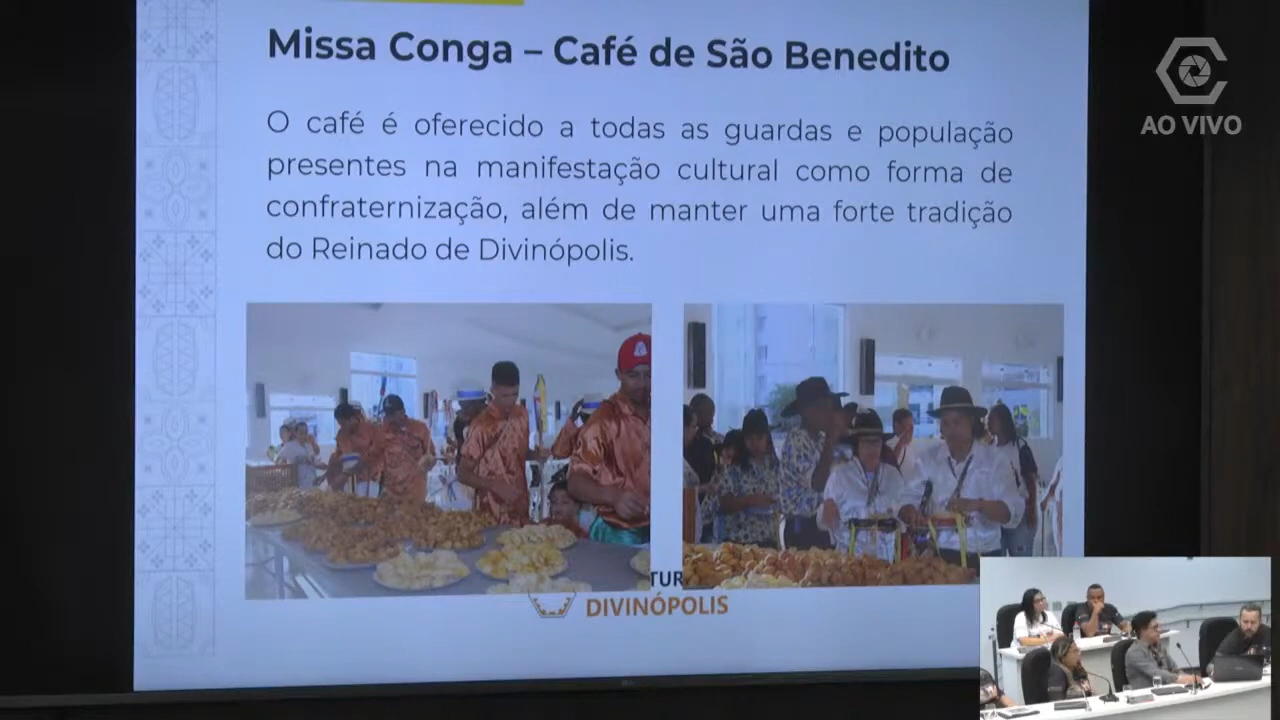 Missa Conga – Café de São Benedito
AO VIVO
O café é oferecido a todas as guardas e população
presentes na manifestação cultural como forma de
confraternização, além de manter uma forte tradição
do Reinado de Divinópolis.
TUR
DIVINÓPOLIS